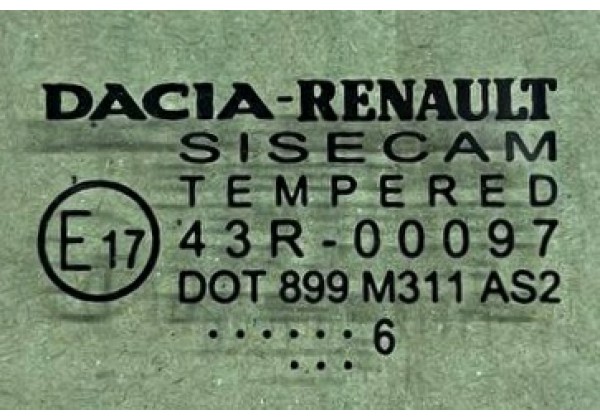 DACIA-RENAULT
SISECAM
TEMPERED
E17 43R-00097
DOT 899 M311 AS2
......6
...